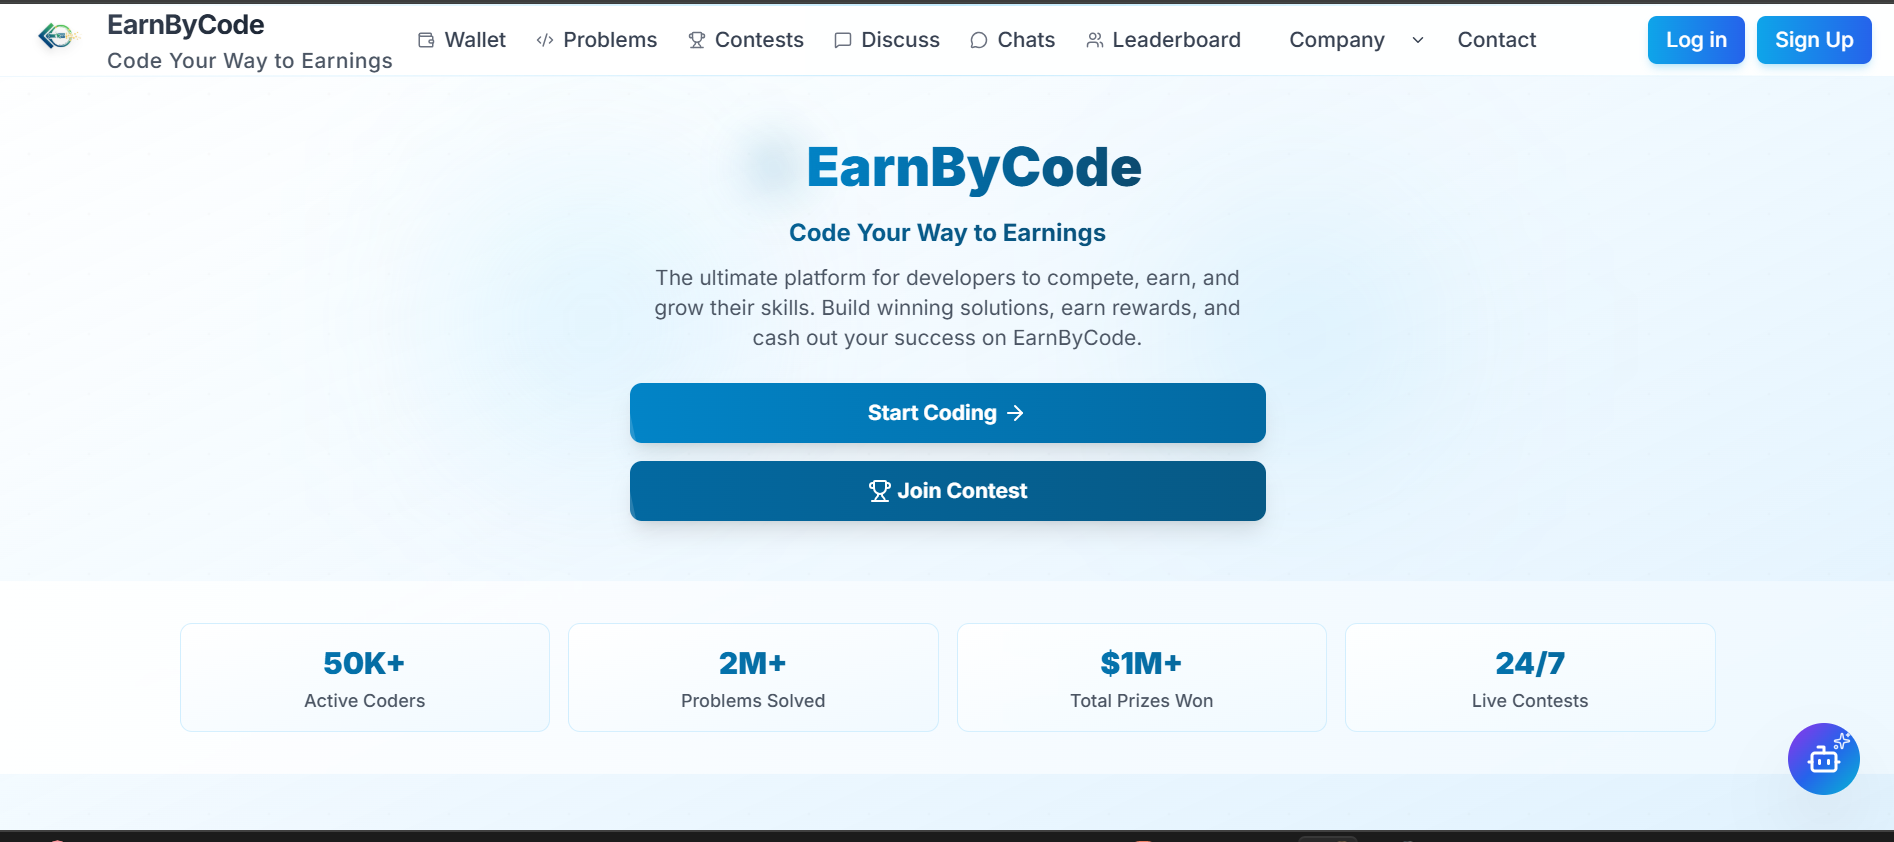 EarnByCode
Code Your Way to Earnings
Wallet
Problems
Contests
Discuss
Chats
Leaderboard
Company
Contact
Log in
Sign Up
EarnByCode
Code Your Way to Earnings
The ultimate platform for developers to compete, earn, and
grow their skills. Build winning solutions, earn rewards, and
cash out your success on EarnByCode.
Start Coding →
Join Contest
50K+
Active Coders
2M+
Problems Solved
$1M+
Total Prizes Won
24/7
Live Contests